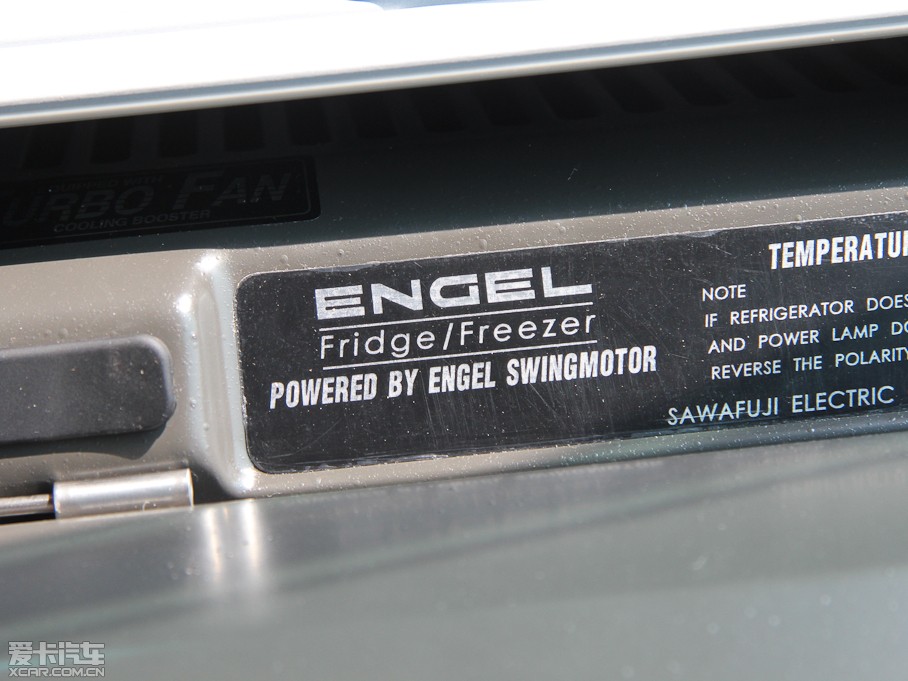 URBO FAN
COOLING BOOSTER
ENGEL
Fridge/Freezer
POWERED BY ENGEL SWINGMOTOR
TEMPERATU
NOTE
IF REFRIGERATOR DOES
AND POWER LAMP DO
REVERSE THE POLARITY
SAWAFUJI ELECTRIC
爱卡汽车
XCAR.COM.CN